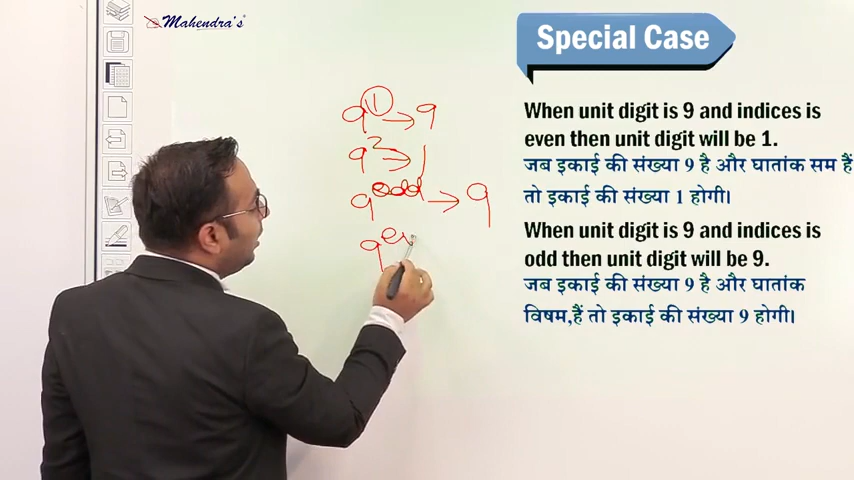 Mahendra's
Special Case
When unit digit is 9 and indices is
even then unit digit will be 1.
जब इकाई की संख्या 9 है और घातांक सम हैं
तो इकाई की संख्या 1 होगी।
When unit digit is 9 and indices is
odd then unit digit will be 9.
जब इकाई की संख्या 9 है और घातांक
विषम,हैं तो इकाई की संख्या 9 होगी।
9¹ → 9
9² → 1
9ᵒᵈᵈ → 9
9ᵉᵛ